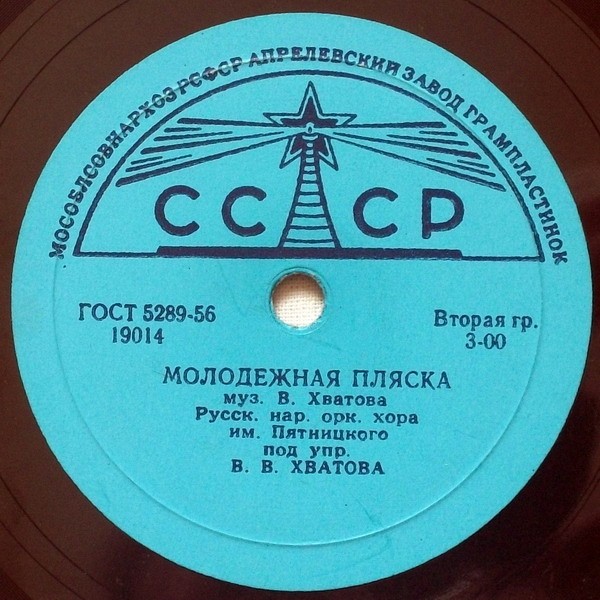 МОСОБЛСОВНАРХОЗ РСФСР АПРЕЛЕВСКИЙ ЗАВОД ГРАМПЛАСТИНОК
СССР
ГОСТ 5289-56
19014
Вторая гр.
3-00
МОЛОДЕЖНАЯ ПЛЯСКА
муз. В. Хватова
Русск. нар. орк. хора
им. Пятницкого
под упр.
В. В. ХВАТОВА